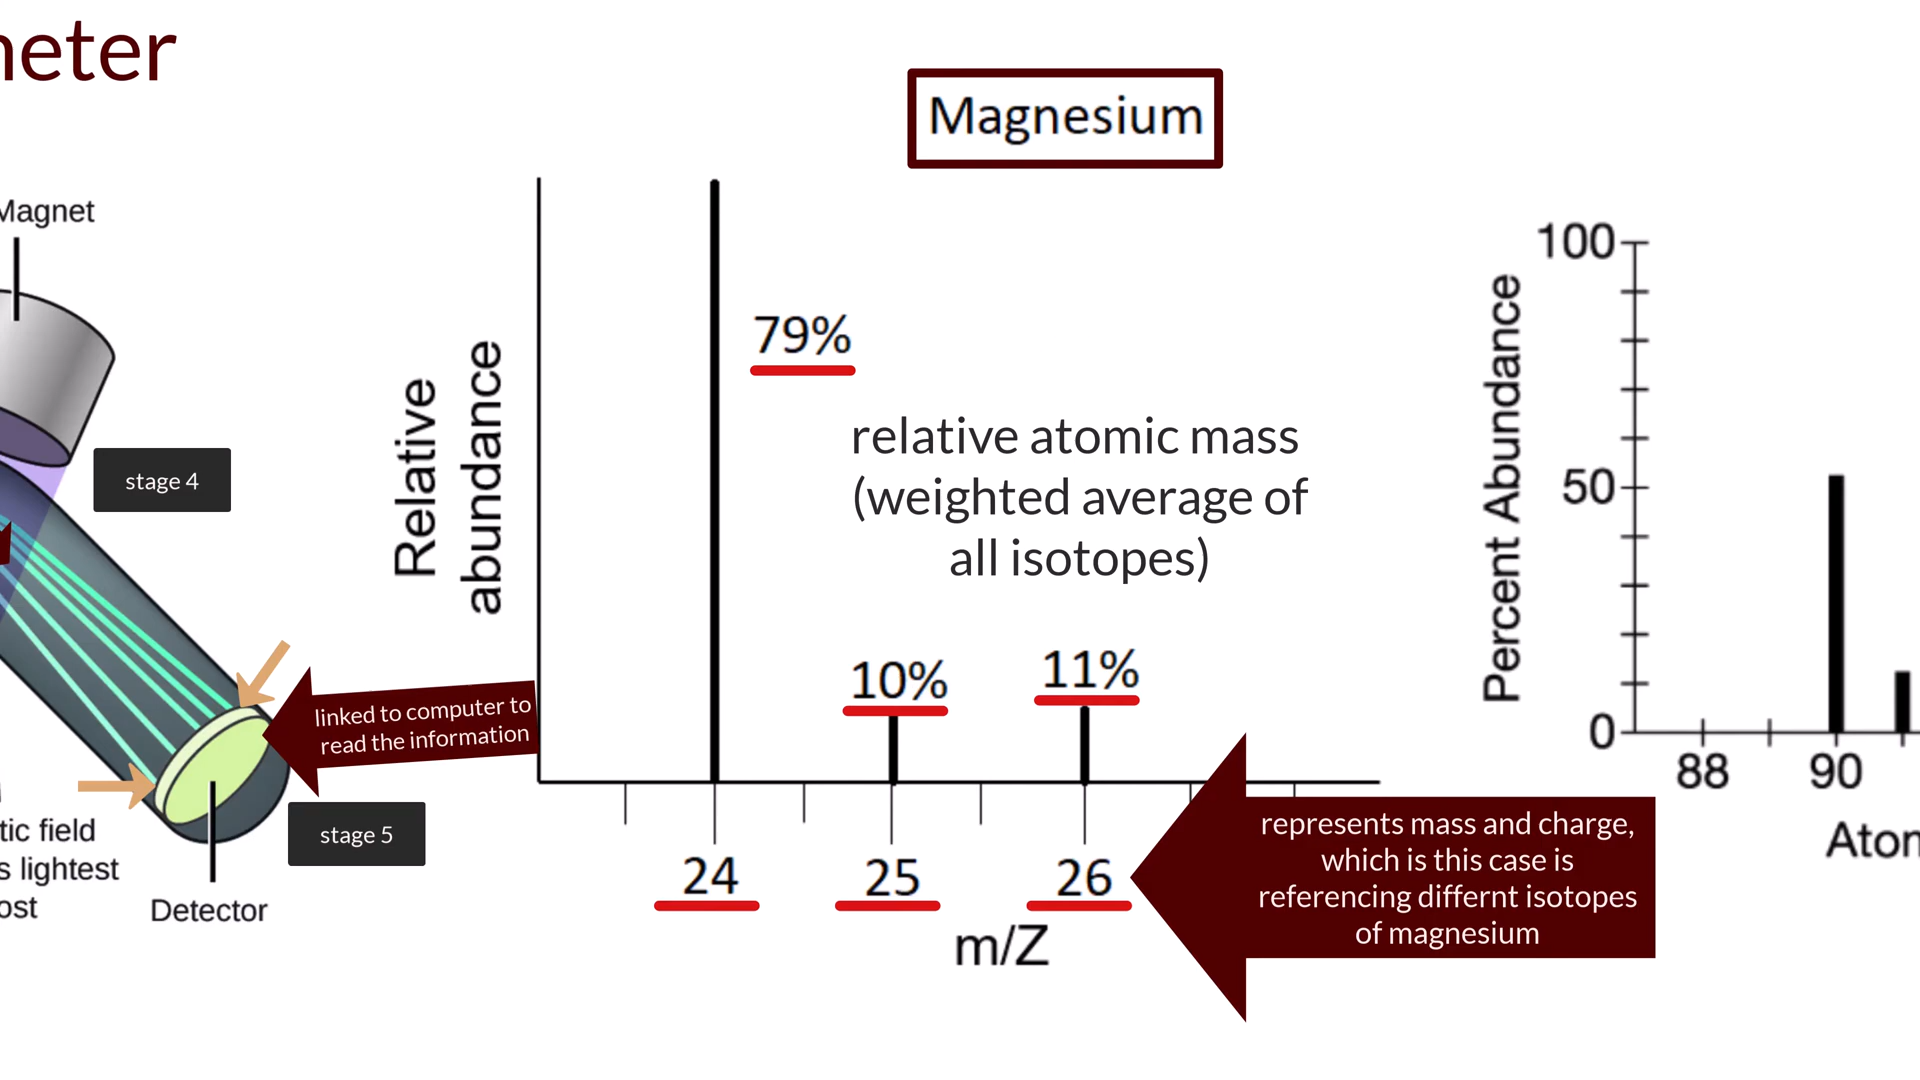 neter
Magnesium
Magnet
stage 4
linked to computer to
read the information
tic field
s lightest
ost
Detector
stage 5
Relative
abundance
79%
relative atomic mass
(weighted average of
all isotopes)
10%
11%
24
25
26
m/Z
represents mass and charge,
which is this case is
referencing differnt isotopes
of magnesium
Percent Abundance
100
50
0
88
90
Aton